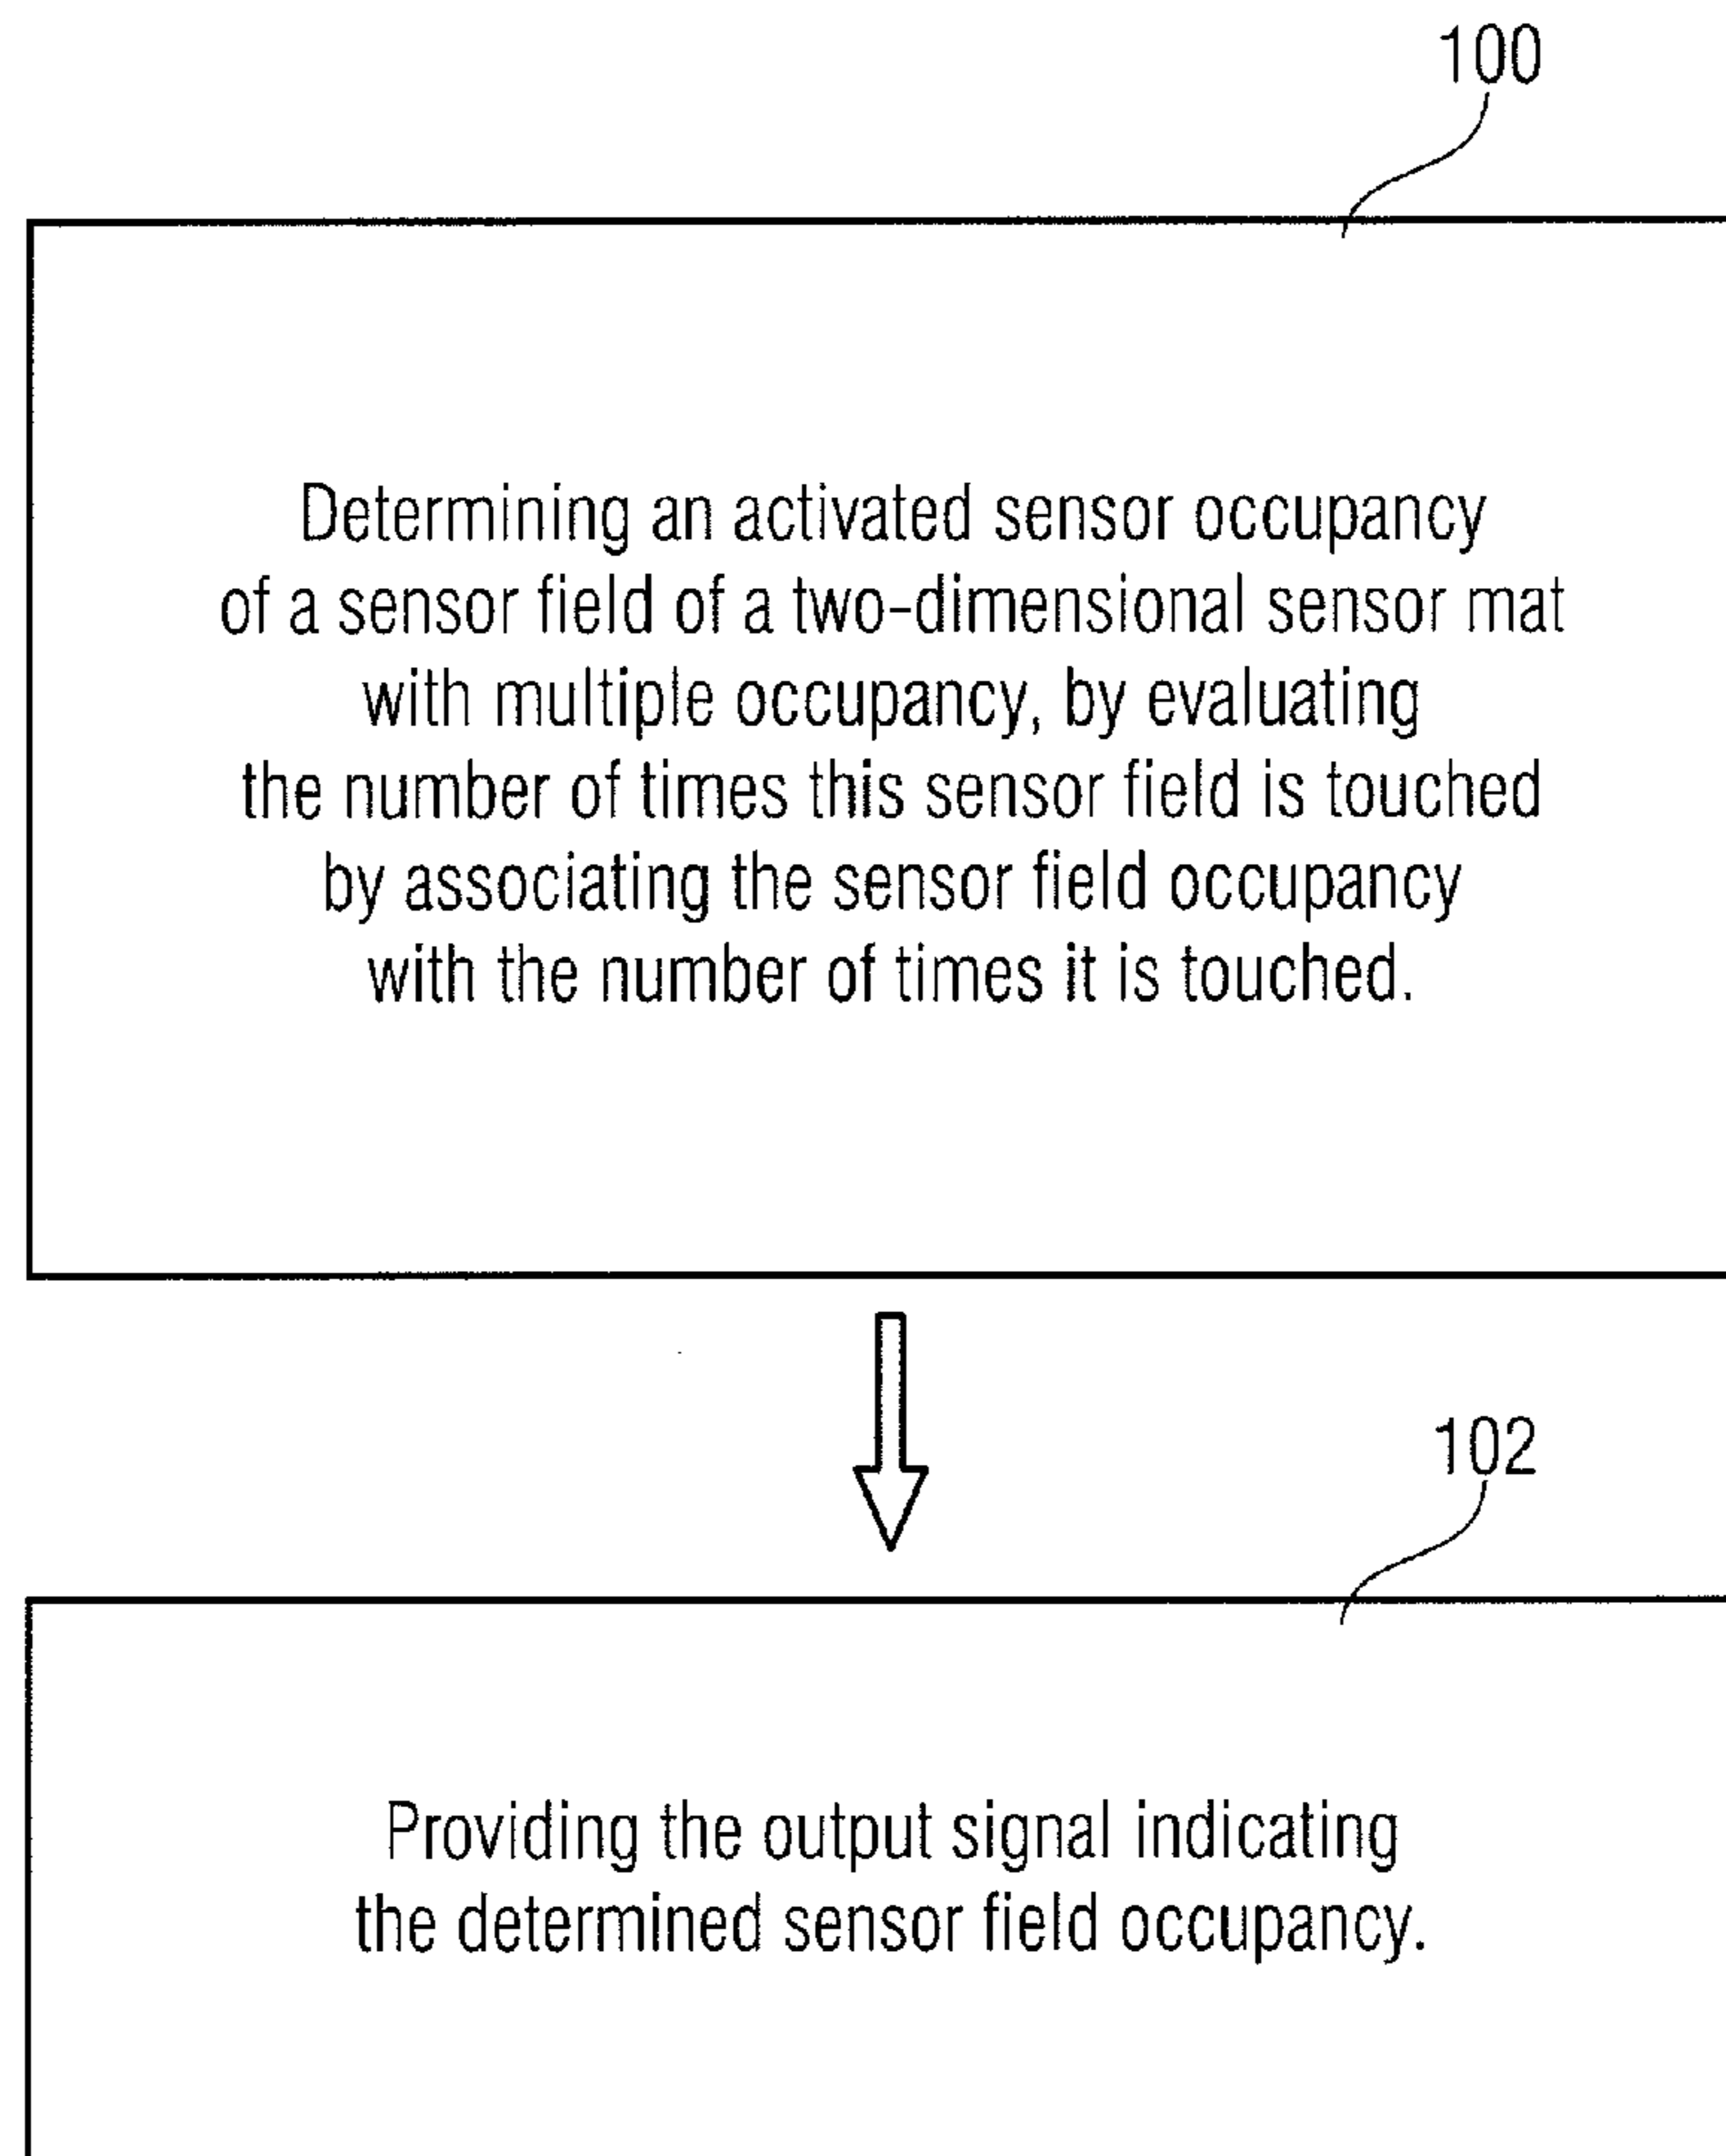 100
Determining an activated sensor occupancy
of a sensor field of a two-dimensional sensor mat
with multiple occupancy, by evaluating
the number of times this sensor field is touched
by associating the sensor field occupancy
with the number of times it is touched.
102
Providing the output signal indicating
the determined sensor field occupancy.